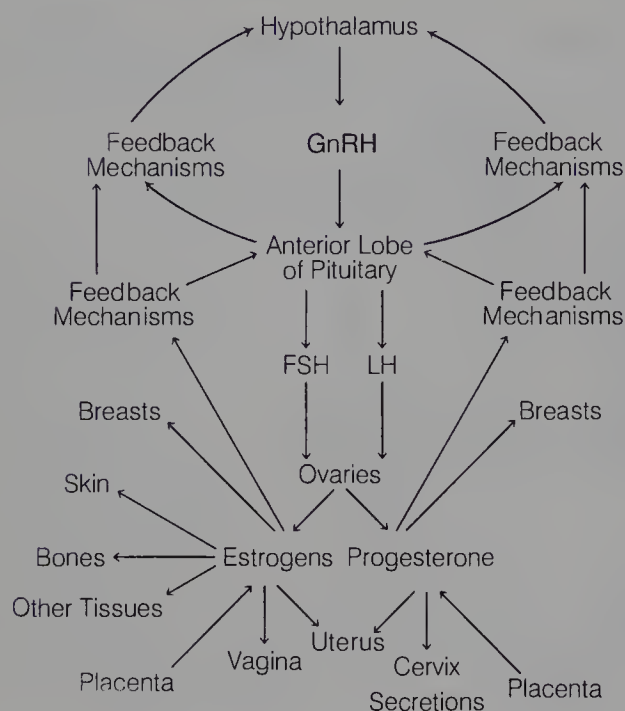 Hypothalamus
Feedback
Mechanisms
GnRH
Feedback
Mechanisms
Anterior Lobe
of Pituitary
Feedback
Mechanisms
Feedback
Mechanisms
FSH
LH
Breasts
Breasts
Ovaries
Skin
Bones
Estrogens
Progesterone
Other Tissues
Uterus
Vagina
Placenta
Cervix
Secretions
Placenta